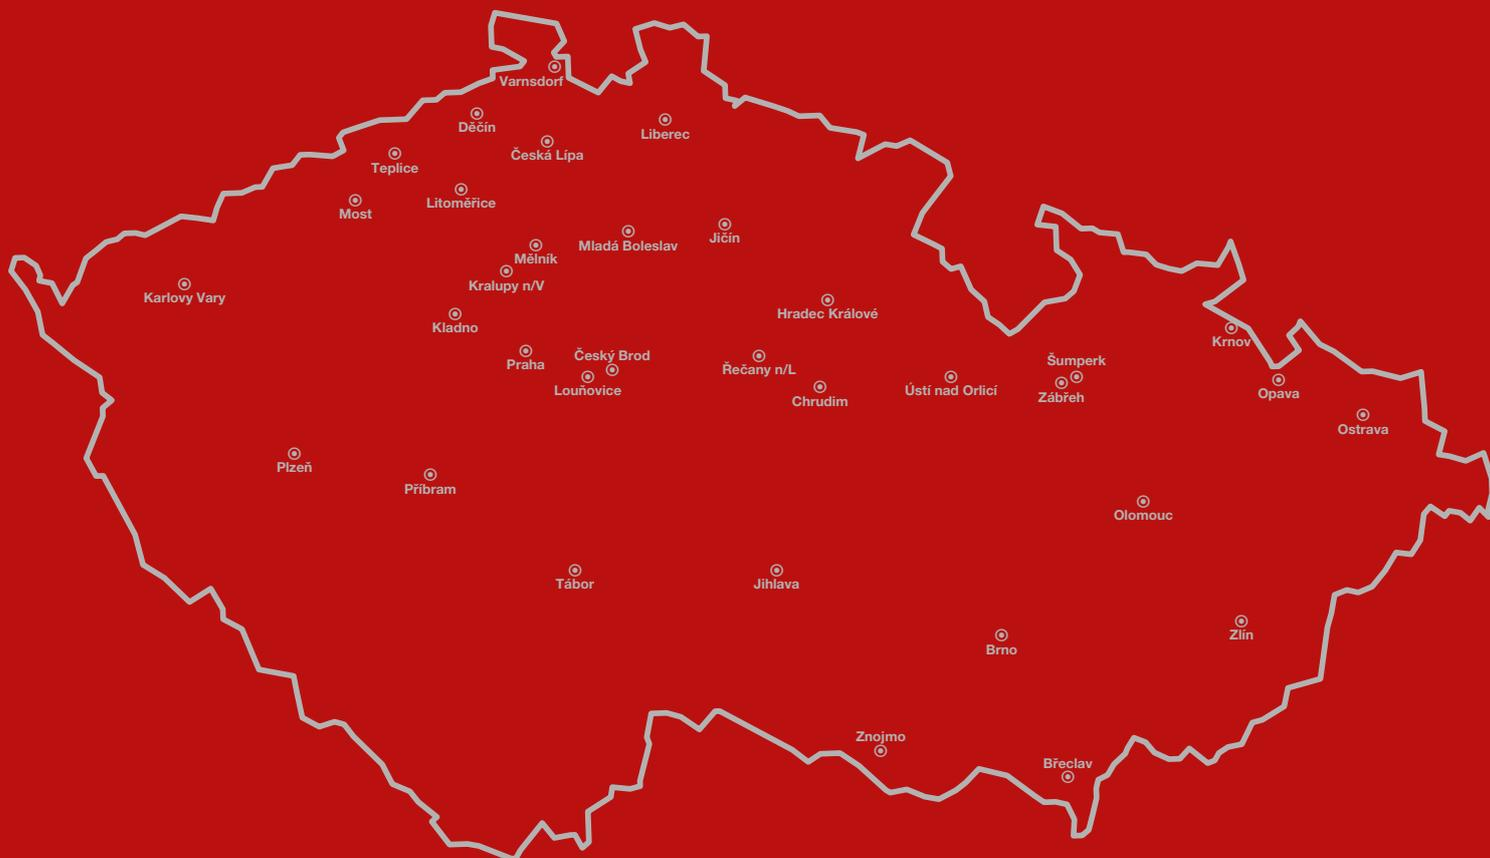 Varnsdorf
Děčín
Liberec
Česká Lípa
Teplice
Litoměřice
Most
Jičín
Mladá Boleslav
Mělník
Kralupy n/V
Karlovy Vary
Hradec Králové
Kladno
Krnov
Český Brod
Šumperk
Praha
Řečany n/L
Louňovice
Ústí nad Orlicí
Opava
Zábřeh
Chrudim
Ostrava
Plzeň
Příbram
Olomouc
Tábor
Jihlava
Zlín
Brno
Znojmo
Břeclav